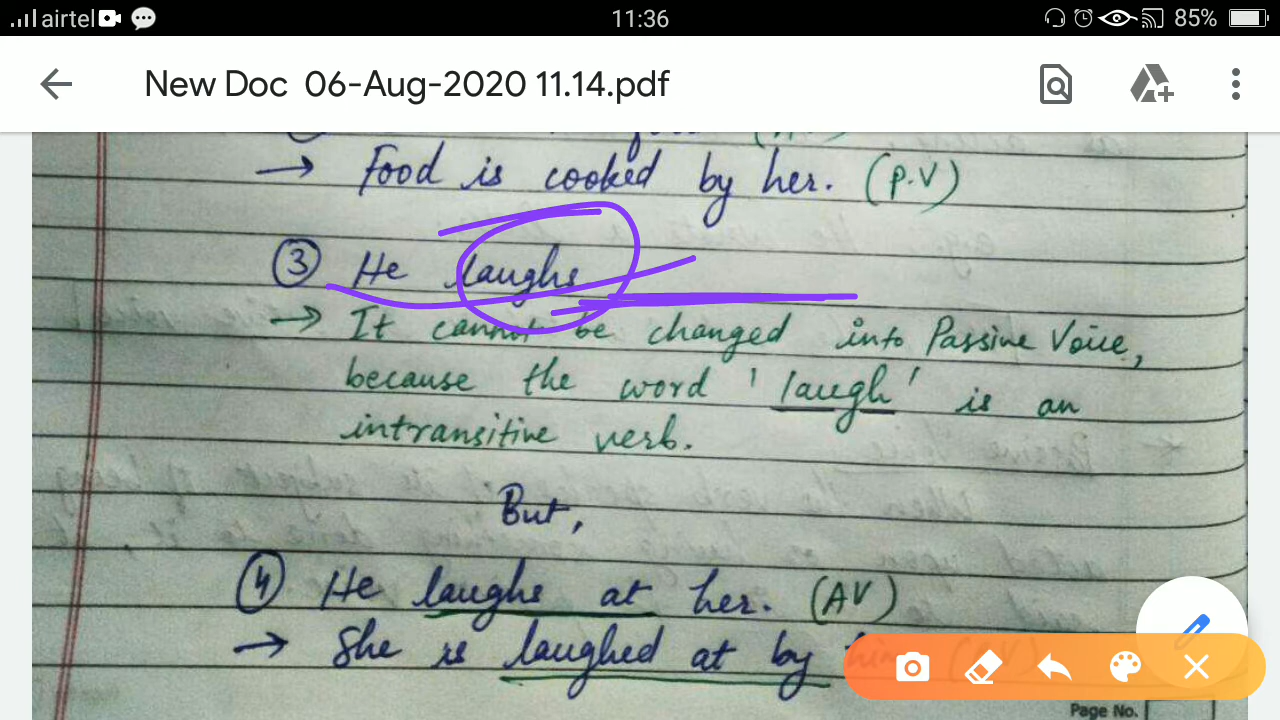 airtel 11:36 85%
New Doc 06-Aug-2020 11.14.pdf
→ Food is cooked by her. (P.V)
③ He laughs
→ It cannot be changed into Passive Voice,
because the word 'laugh' is an
intransitive verb.
But,
④ He laughs at her. (AV)
→ She is laughed at by
Page No.